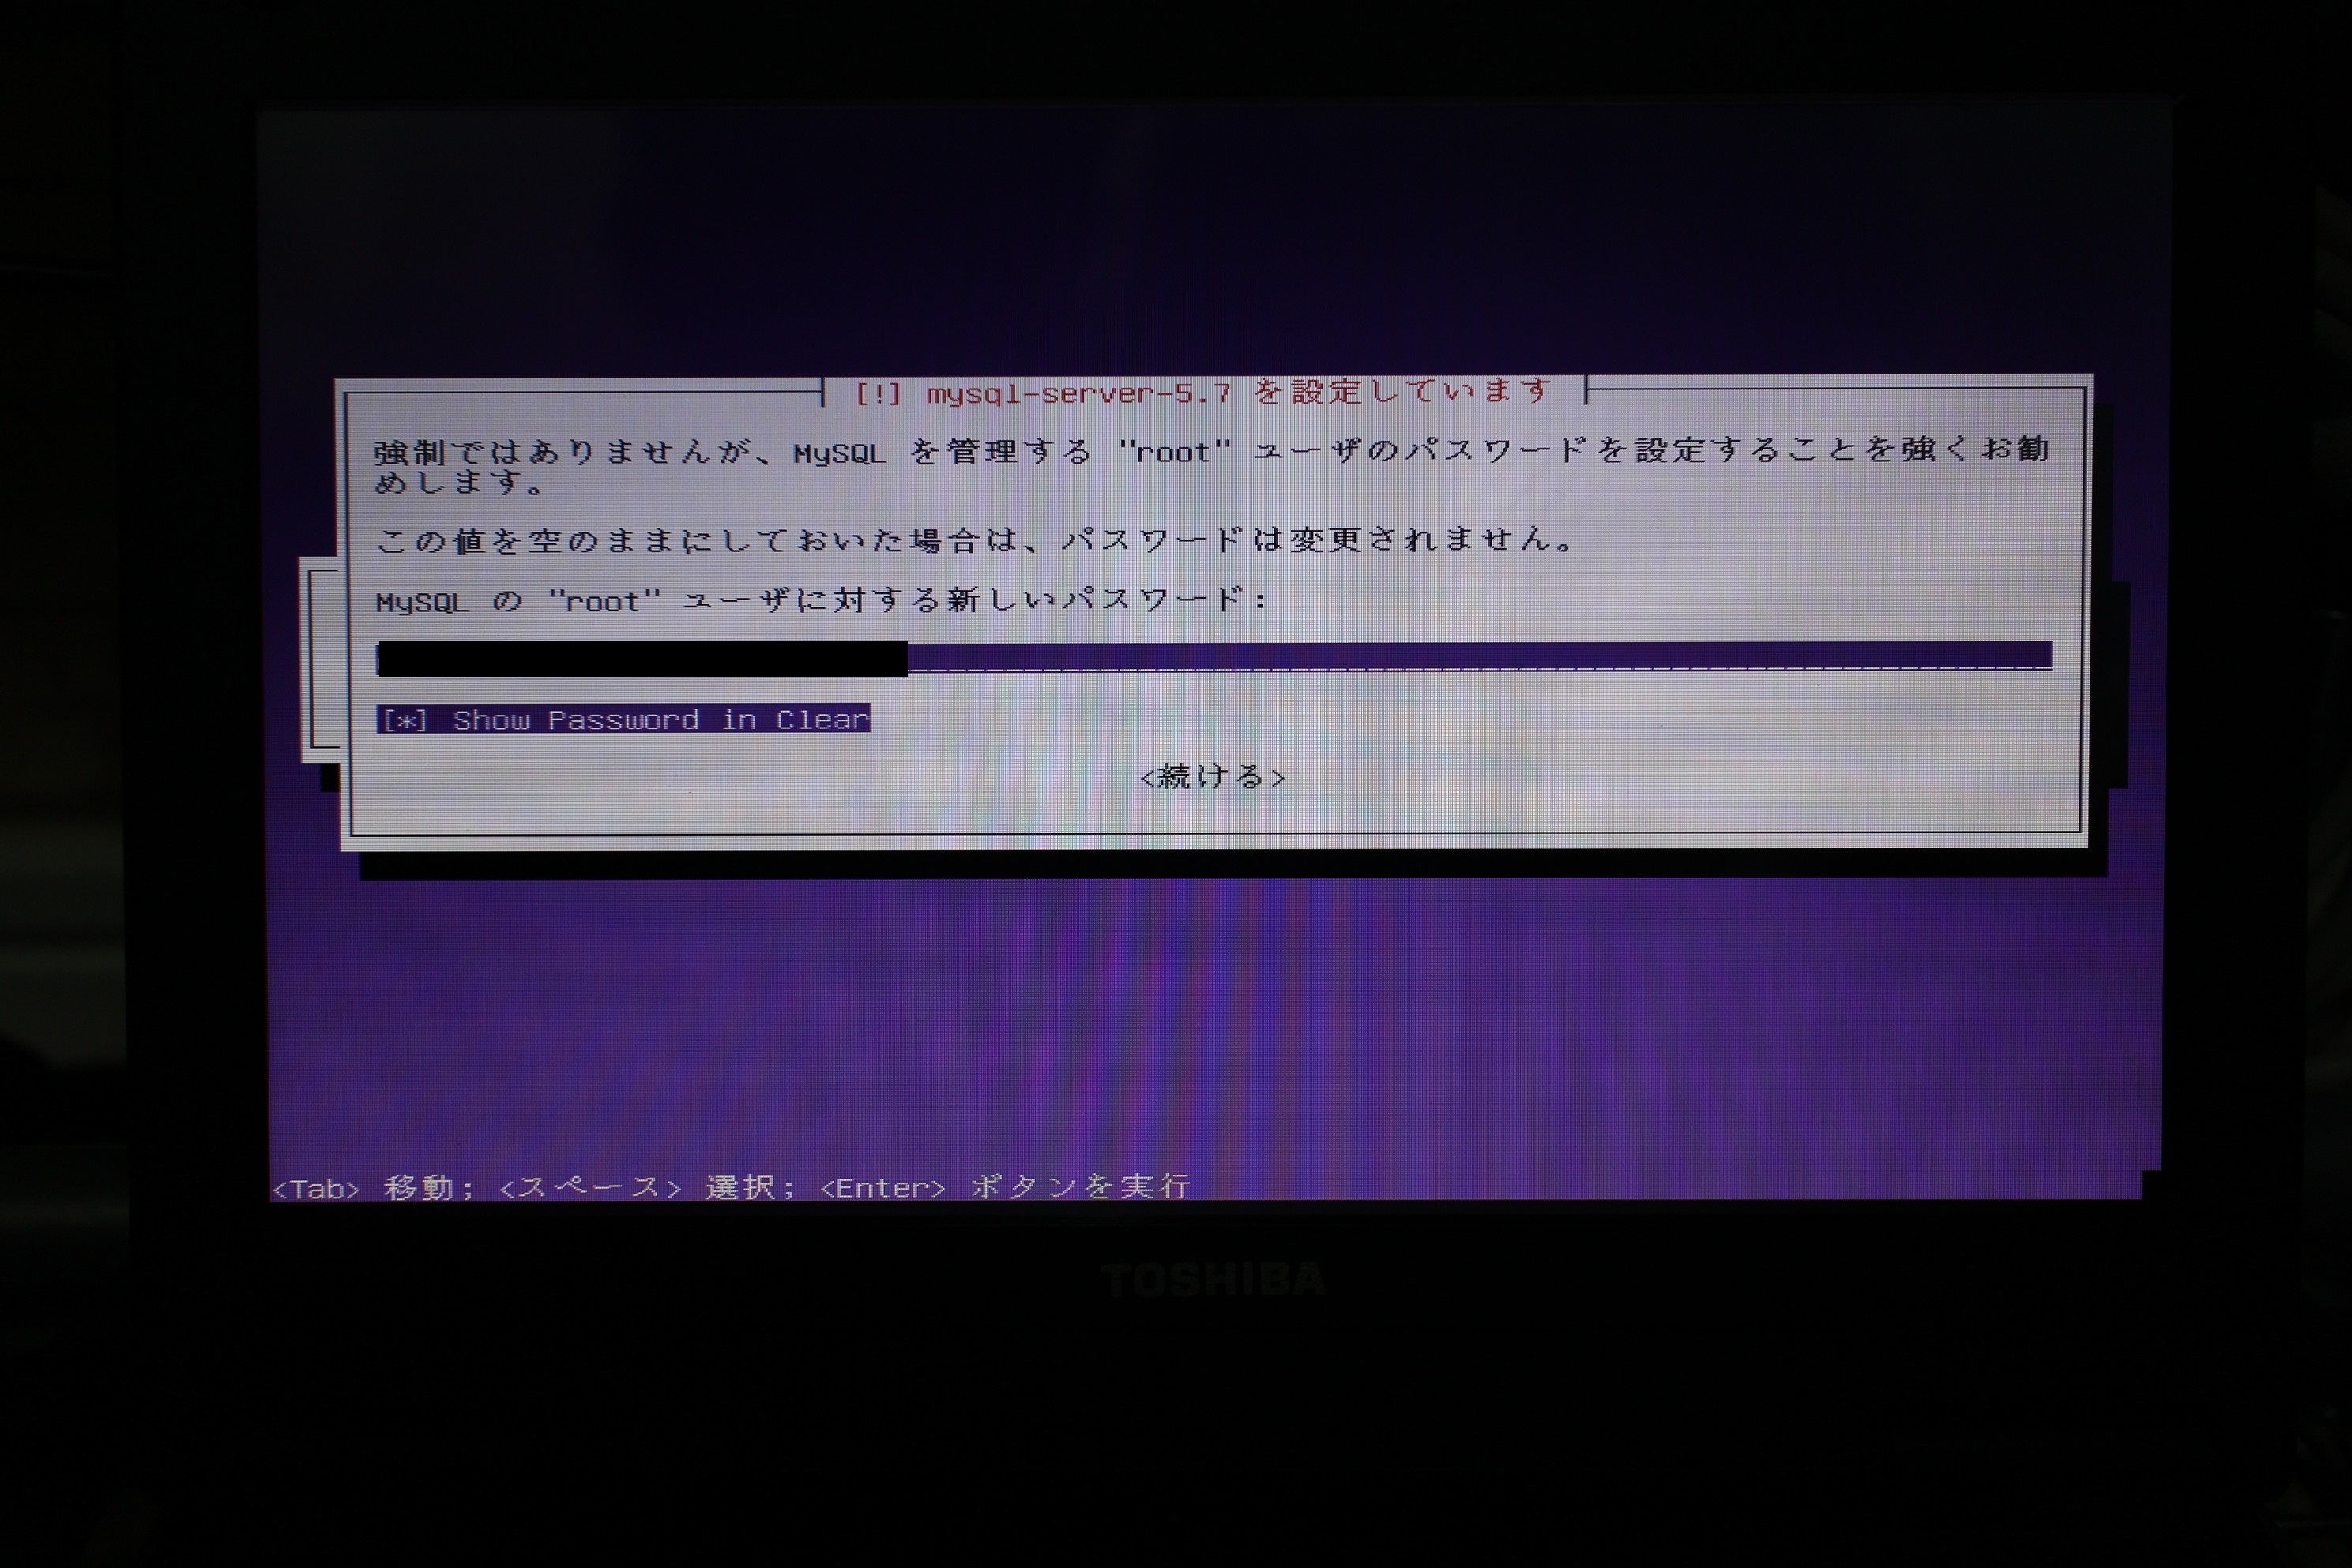 [!] mysql-server-5.7 を設定しています
強制ではありませんが、MySQL を管理する "root" ユーザのパスワードを設定することを強くお勧
めします。
この値を空のままにしておいた場合は、パスワードは変更されません。
MySQL の "root" ユーザに対する新しいパスワード:
[*] Show Password in Clear
<続ける>
<Tab> 移動; <スペース> 選択; <Enter> ボタンを実行
TOSHIBA